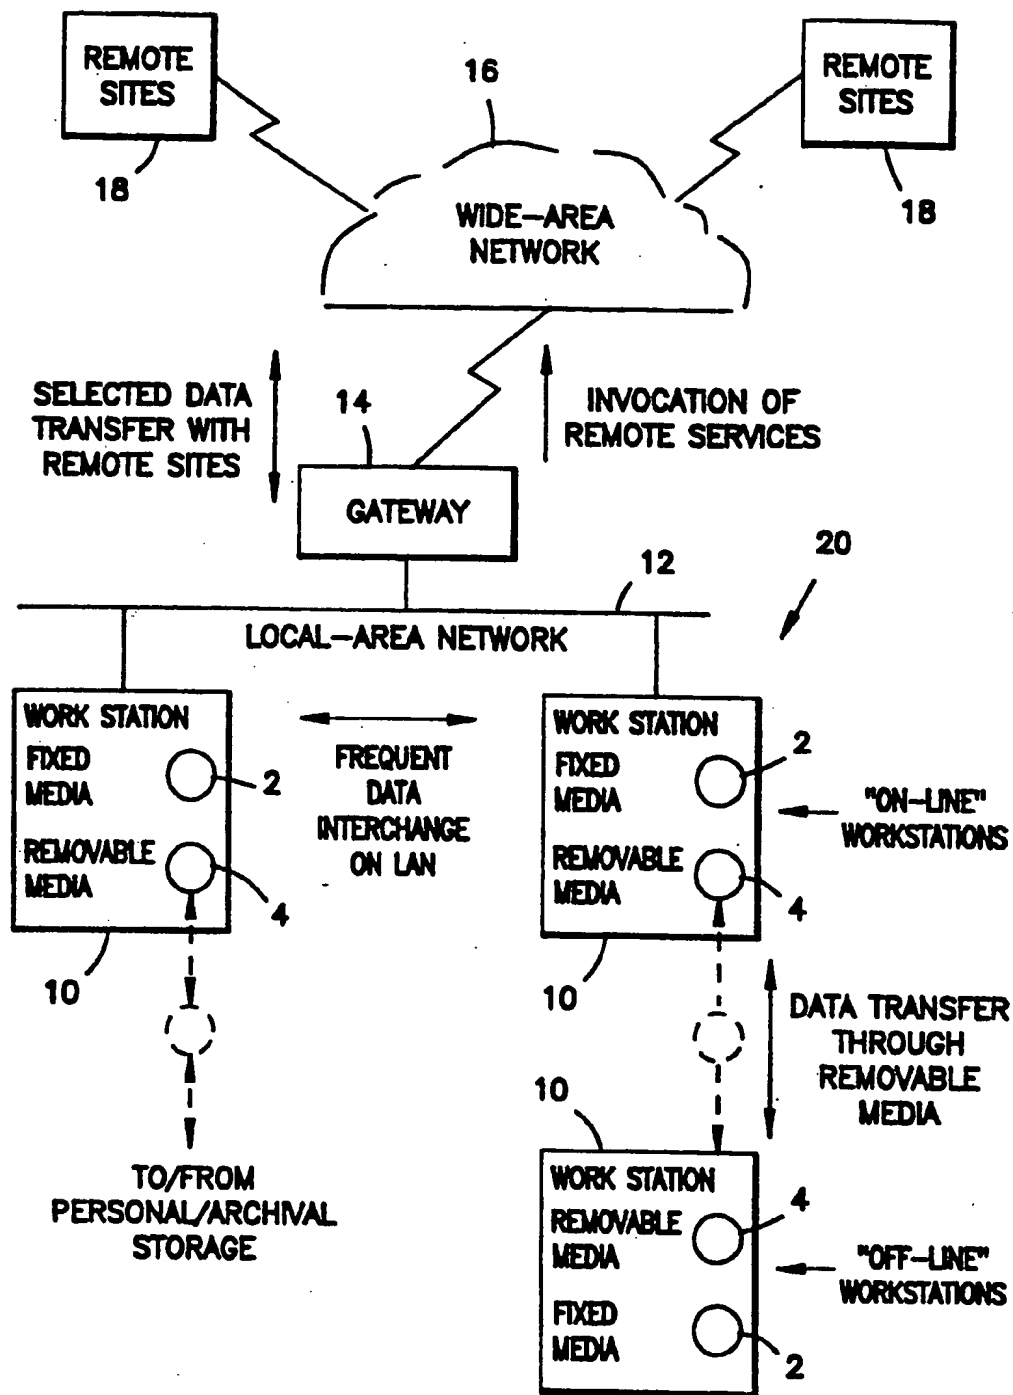 REMOTE
SITES
18
16
REMOTE
SITES
18
WIDE-AREA
NETWORK
SELECTED DATA
TRANSFER WITH
REMOTE SITES
14
INVOCATION OF
REMOTE SERVICES
GATEWAY
20
12
LOCAL-AREA NETWORK
WORK STATION
FIXED
MEDIA
2
REMOVABLE
MEDIA
4
10
FREQUENT
DATA
INTERCHANGE
ON LAN
WORK STATION
FIXED
MEDIA
2
REMOVABLE
MEDIA
4
10
"ON-LINE"
WORKSTATIONS
TO/FROM
PERSONAL/ARCHIVAL
STORAGE
DATA TRANSFER
THROUGH
REMOVABLE
MEDIA
10
WORK STATION
REMOVABLE
MEDIA
4
FIXED
MEDIA
2
"OFF-LINE"
WORKSTATIONS